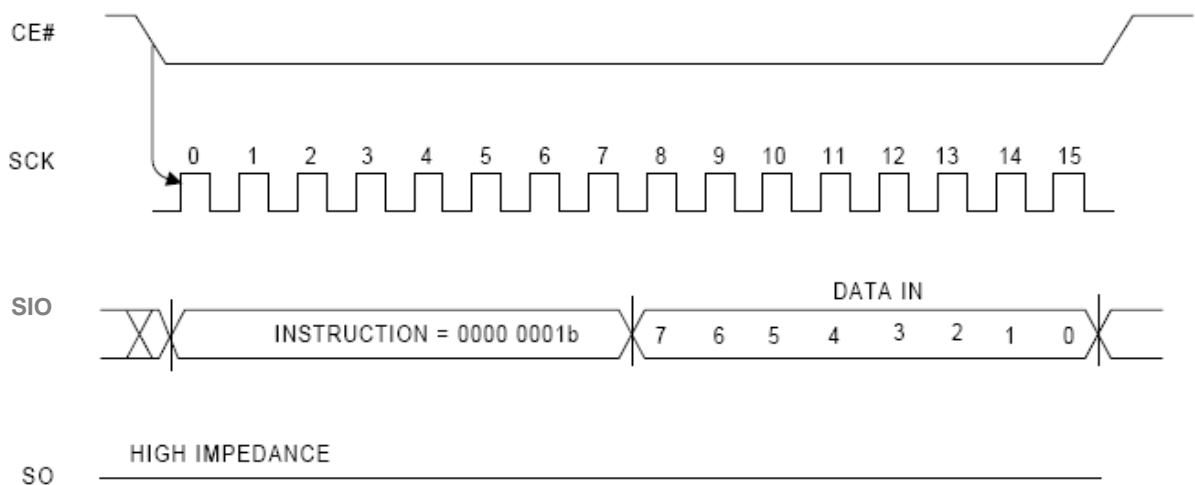 CE#
SCK
0 1 2 3 4 5 6 7 8 9 10 11 12 13 14 15
SIO
DATA IN
INSTRUCTION = 0000 0001b
7 6 5 4 3 2 1 0
HIGH IMPEDANCE
SO